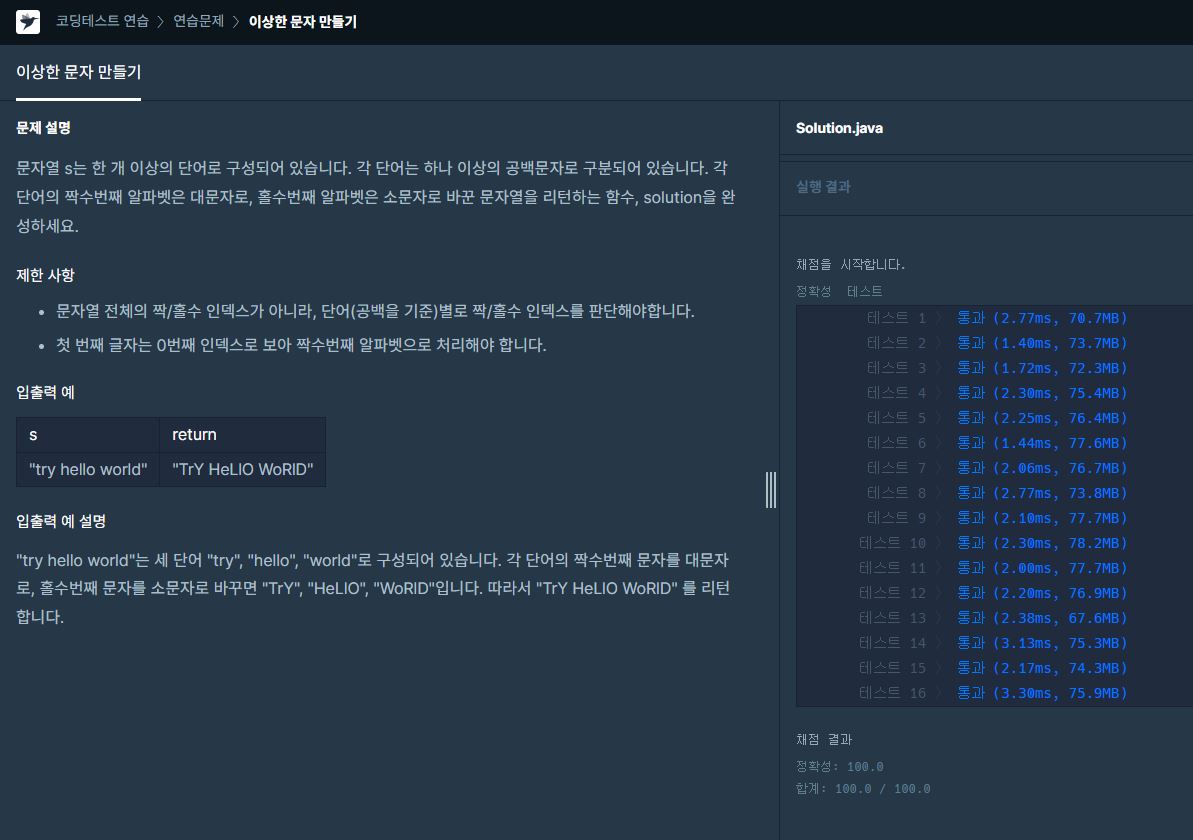 코딩테스트 연습 > 연습문제 > 이상한 문자 만들기
이상한 문자 만들기
문제 설명
문자열 s는 한 개 이상의 단어로 구성되어 있습니다. 각 단어는 하나 이상의 공백문자로 구분되어 있습니다. 각
단어의 짝수번째 알파벳은 대문자로, 홀수번째 알파벳은 소문자로 바꾼 문자열을 리턴하는 함수, solution을 완
성하세요.
제한 사항
• 문자열 전체의 짝/홀수 인덱스가 아니라, 단어(공백을 기준)별로 짝/홀수 인덱스를 판단해야합니다.
• 첫 번째 글자는 0번째 인덱스로 보아 짝수번째 알파벳으로 처리해야 합니다.
입출력 예
s return
"try hello world" "TrY HeLlO WoRlD"
입출력 예 설명
"try hello world"는 세 단어 "try", "hello", "world"로 구성되어 있습니다. 각 단어의 짝수번째 문자를 대문자
로, 홀수번째 문자를 소문자로 바꾸면 "TrY", "HeLlO", "WoRlD"입니다. 따라서 "TrY HeLlO WoRlD" 를 리턴
합니다.
Solution.java
실행 결과
채점을 시작합니다.
정확성 테스트
테스트 1 〉 통과 (2.77ms, 70.7MB)
테스트 2 〉 통과 (1.40ms, 73.7MB)
테스트 3 〉 통과 (1.72ms, 72.3MB)
테스트 4 〉 통과 (2.30ms, 75.4MB)
테스트 5 〉 통과 (2.25ms, 76.4MB)
테스트 6 〉 통과 (1.44ms, 77.6MB)
테스트 7 〉 통과 (2.06ms, 76.7MB)
테스트 8 〉 통과 (2.77ms, 73.8MB)
테스트 9 〉 통과 (2.10ms, 77.7MB)
테스트 10 〉 통과 (2.30ms, 78.2MB)
테스트 11 〉 통과 (2.00ms, 77.7MB)
테스트 12 〉 통과 (2.20ms, 76.9MB)
테스트 13 〉 통과 (2.38ms, 67.6MB)
테스트 14 〉 통과 (3.13ms, 75.3MB)
테스트 15 〉 통과 (2.17ms, 74.3MB)
테스트 16 〉 통과 (3.30ms, 75.9MB)
채점 결과
정확성: 100.0
합계: 100.0 / 100.0